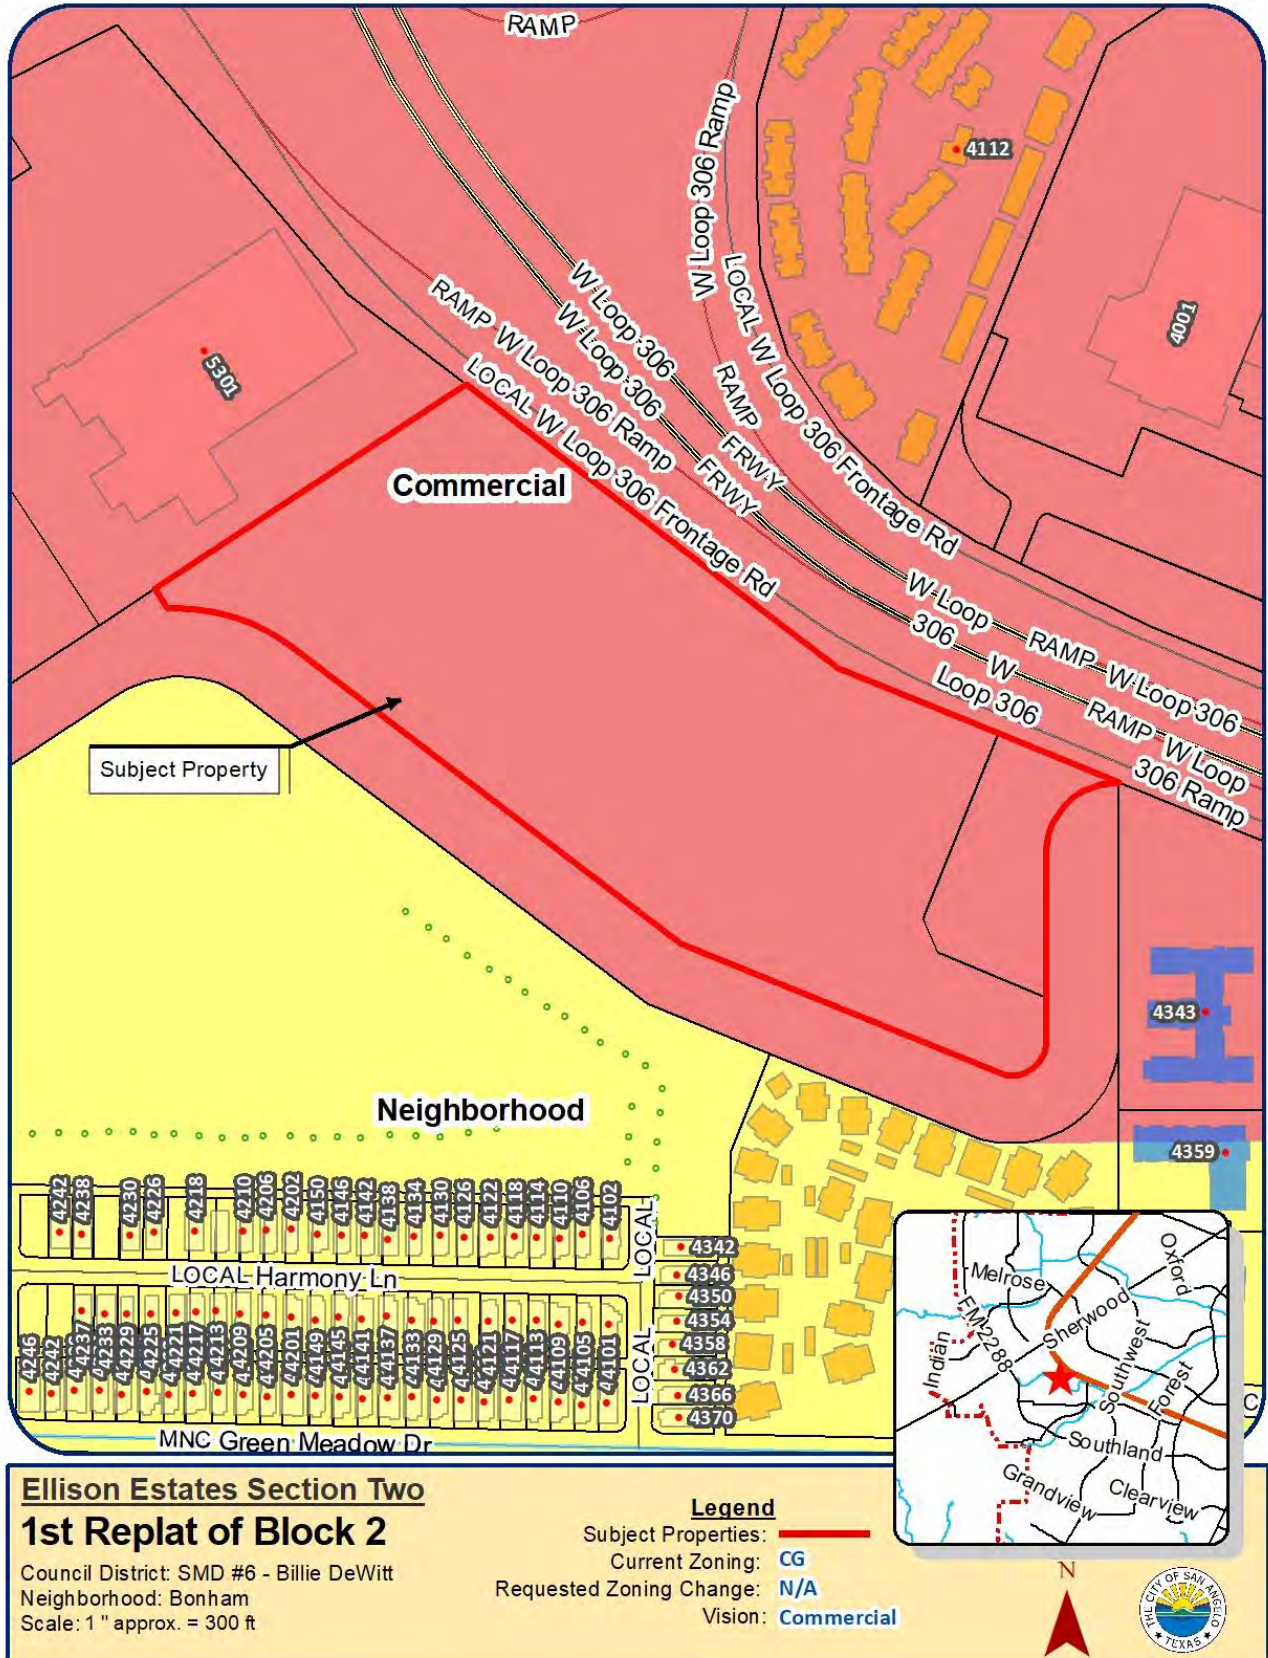 RAMP
W Loop 306 Ramp
4112
4001
5301
W Loop 306
W Loop 306
RAMP W Loop 306 Ramp
LOCAL W Loop 306 Frontage Rd
LOCAL W Loop 306 Frontage Rd
RAMP
FRWY
FRWY
Commercial
W Loop
306
W
Loop 306
RAMP W Loop 306
RAMP W Loop
306 Ramp
Subject Property
4343
4359
Neighborhood
4242
4238
4230
4226
4218
4210
4206
4202
4150
4146
4142
4138
4134
4130
4126
4122
4118
4114
4110
4106
4102
LOCAL
LOCAL Harmony Ln
4342
4346
4350
4354
4358
4362
4366
4370
4246
4242
4237
4233
4229
4225
4221
4217
4213
4209
4205
4201
4149
4145
4141
4137
4133
4129
4125
4121
4117
4113
4109
4105
4101
LOCAL
MNC Green Meadow Dr
C
Melrose
Oxford
FM 2288
Sherwood
Indian
Southwest
Forest
Southland
Grandview
Clearview
Ellison Estates Section Two
1st Replat of Block 2
Council District: SMD #6 - Billie DeWitt
Neighborhood: Bonham
Scale: 1 " approx. = 300 ft
Legend
Subject Properties:
Current Zoning: CG
Requested Zoning Change: N/A
Vision: Commercial
N
THE CITY OF SAN ANGELO
TEXAS